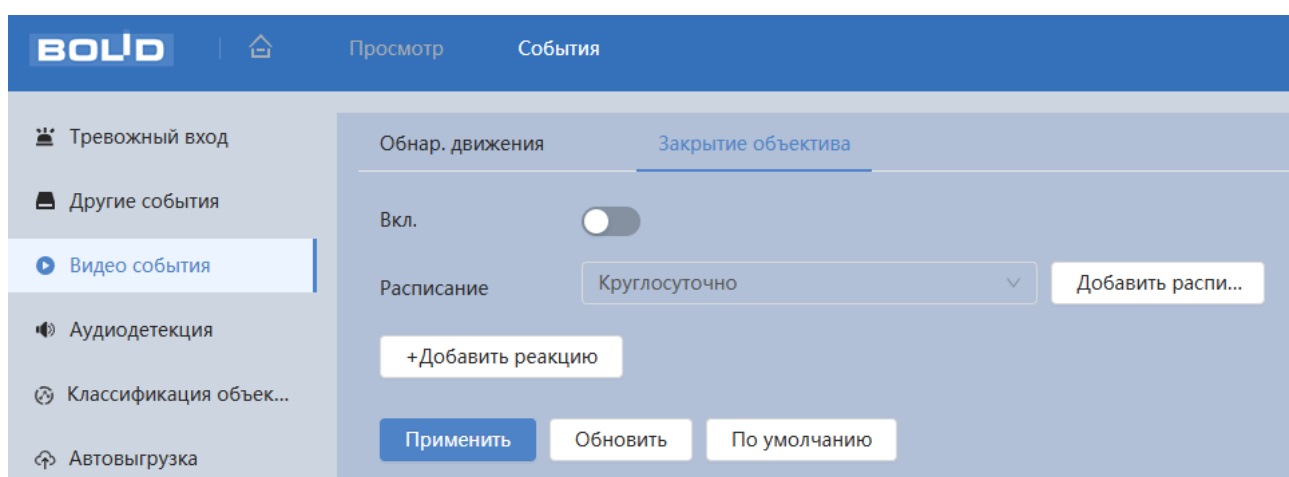 BOLID Просмотр События
Тревожный вход
Другие события
Видео события
Аудиодетекция
Классификация объек...
Автовыгрузка
Обнар. движения Закрытие объектива
Вкл.
Расписание Круглосуточно Добавить распи...
+Добавить реакцию
Применить Обновить По умолчанию